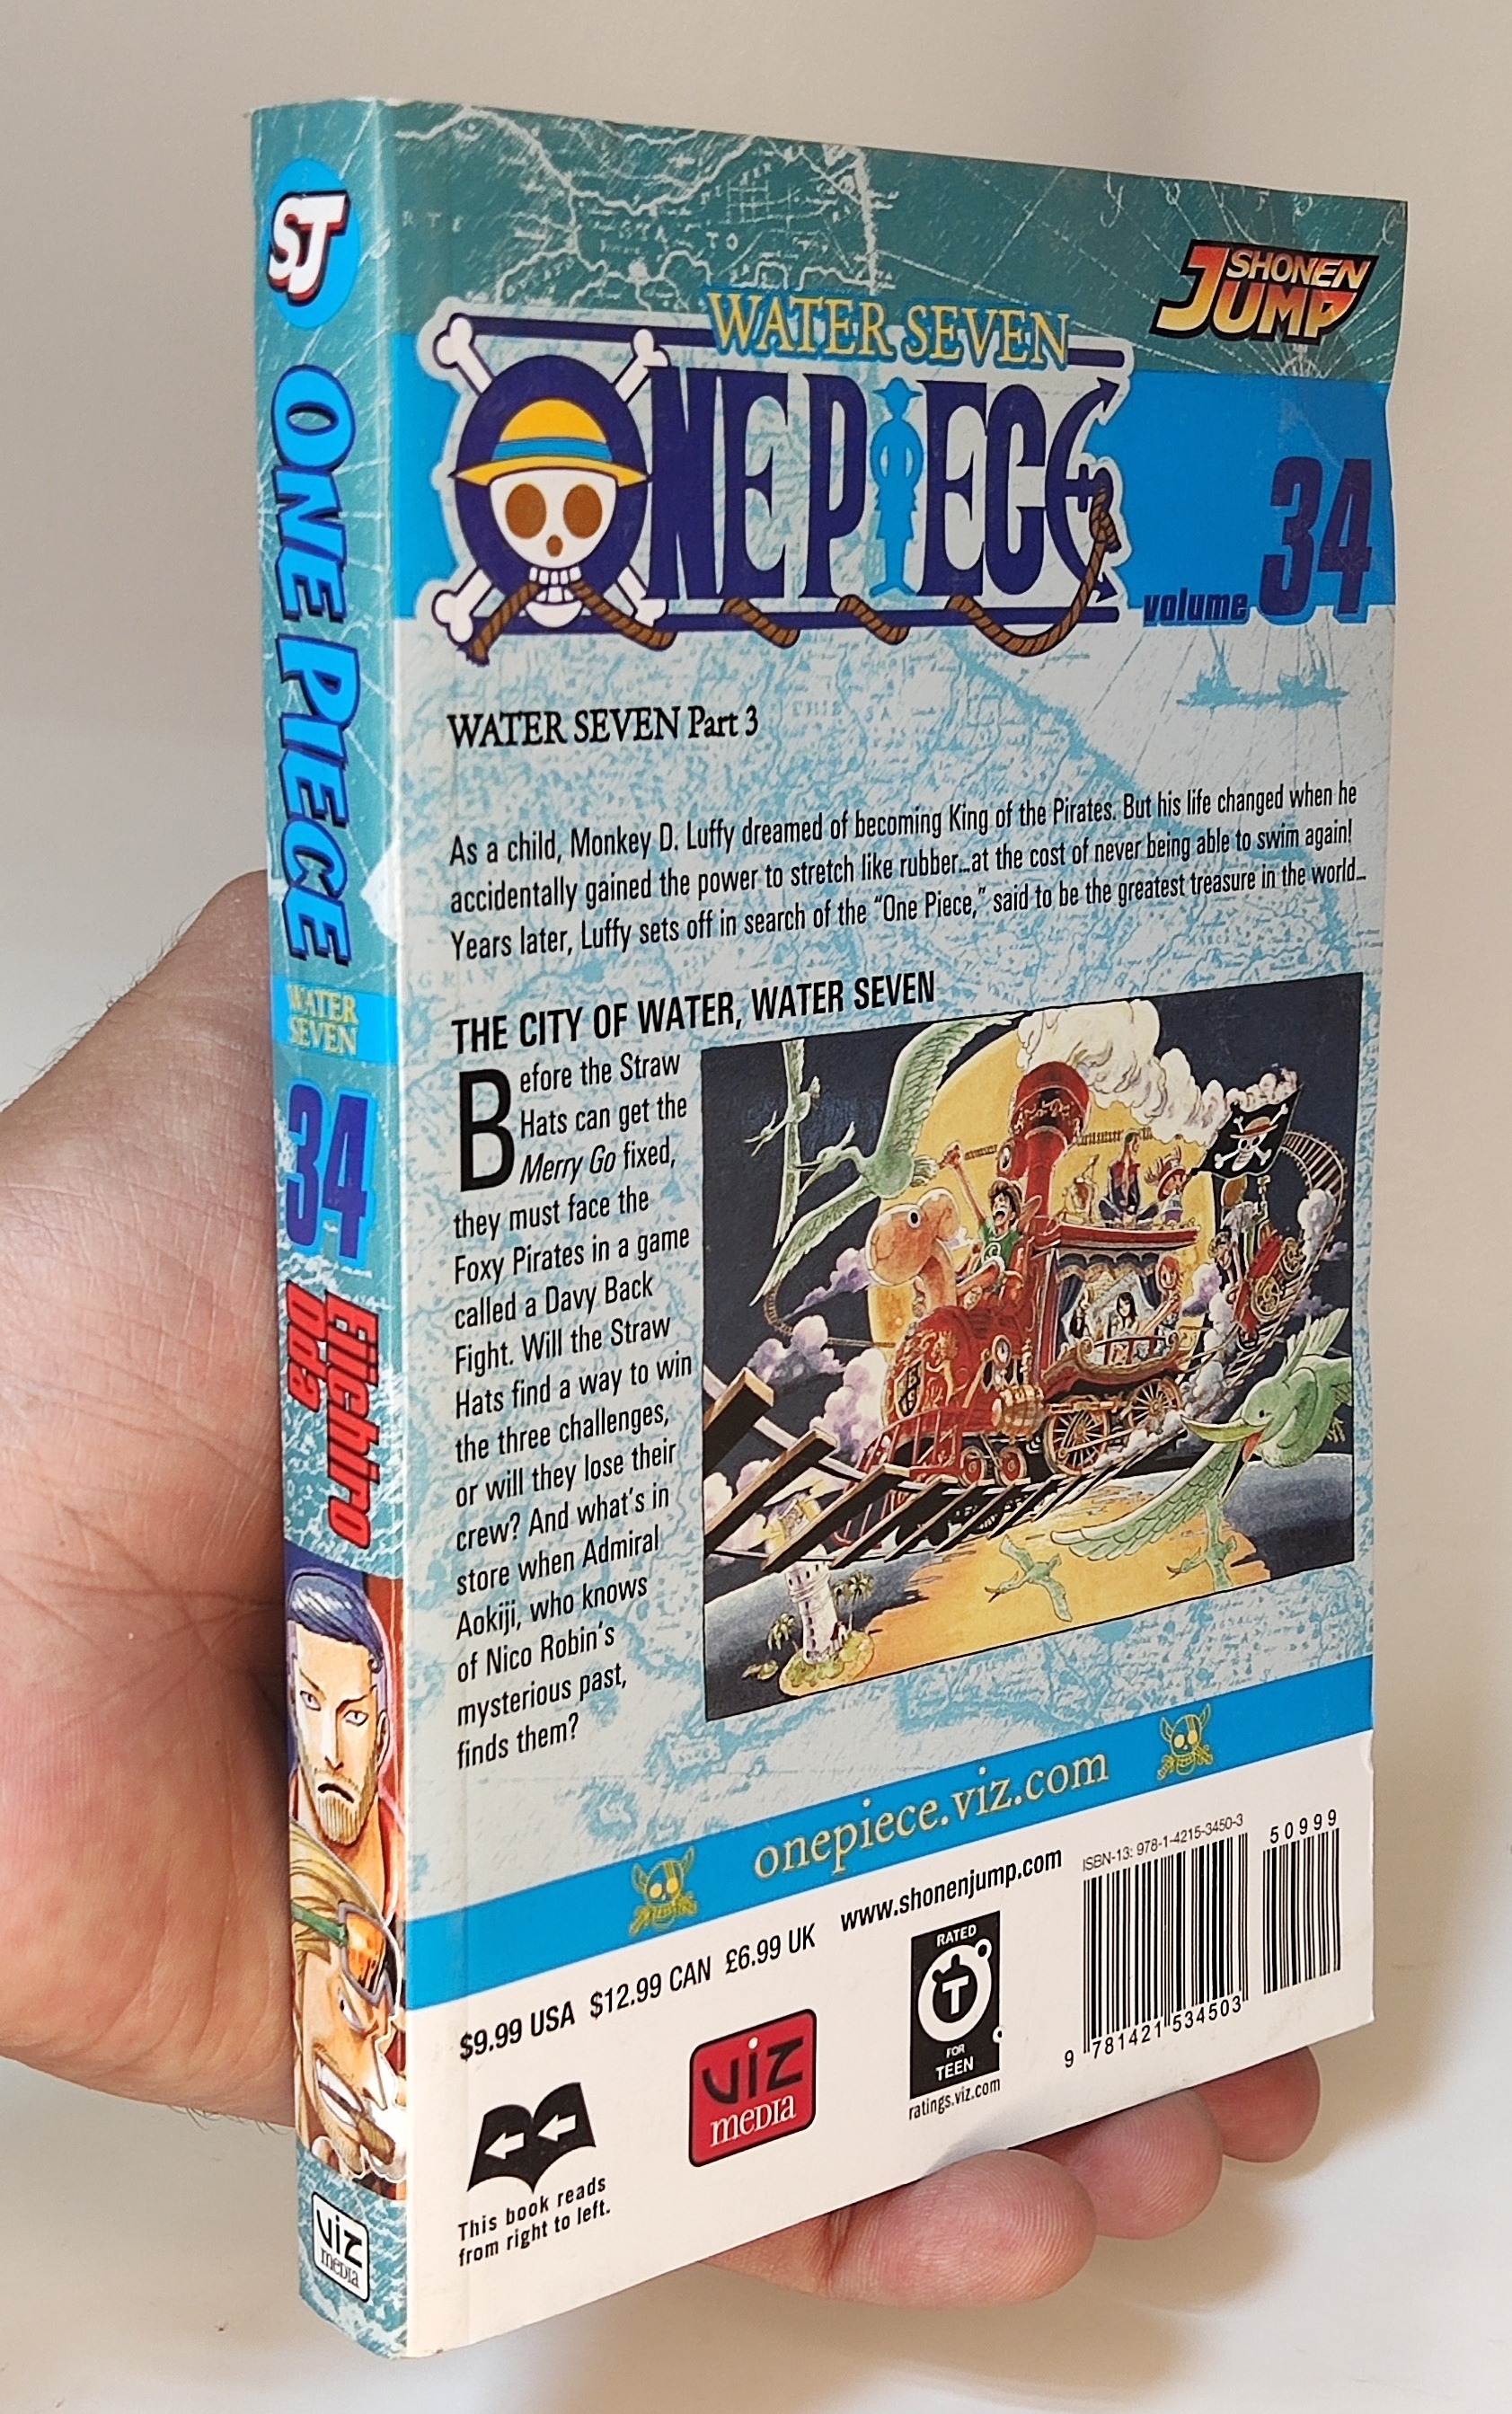 SJ
ONE PIECE
WATER
SEVEN
34
Eiichiro
Oda
VIZ
MEDIA
SHONEN
JUMP
WATER SEVEN
ONE PIECE
volume 34
WATER SEVEN Part 3
As a child, Monkey D. Luffy dreamed of becoming King of the Pirates. But his life changed when he
accidentally gained the power to stretch like rubber...at the cost of never being able to swim again!
Years later, Luffy sets off in search of the “One Piece,” said to be the greatest treasure in the world...
THE CITY OF WATER, WATER SEVEN
Before the Straw
Hats can get the
Merry Go fixed,
they must face the
Foxy Pirates in a game
called a Davy Back
Fight. Will the Straw
Hats find a way to win
the three challenges,
or will they lose their
crew? And what's in
store when Admiral
Aokiji, who knows
of Nico Robin's
mysterious past,
finds them?
onepiece.viz.com
$9.99 USA $12.99 CAN £6.99 UK
www.shonenjump.com
ISBN-13: 978-1-4215-3450-3
50999
9 781421 534503
RATED
T
FOR
TEEN
ratings.viz.com
VIZ
MEDIA
This book reads
from right to left.